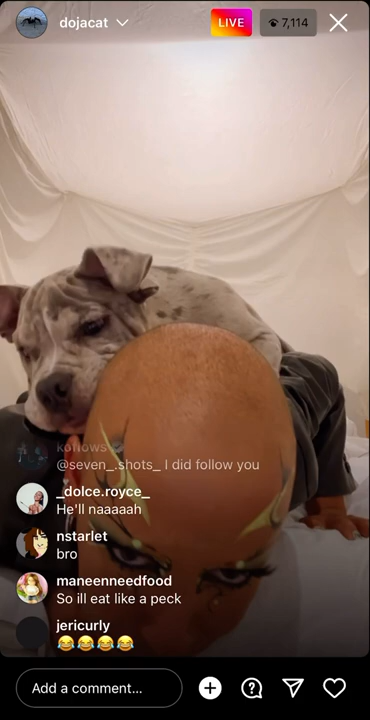 dojacat
LIVE
7,114
koflows
@seven_.shots_ I did follow you
_dolce.royce_
He'll naaaaah
nstarlet
bro
maneenneedfood
So ill eat like a peck
jericurly
😂😂😂😂
Add a comment...